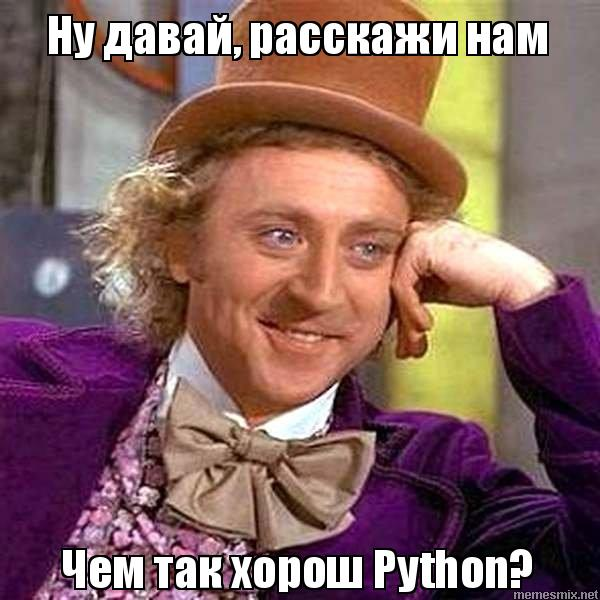 Ну давай, расскажи нам
Чем так хорош Python?
memesmix.net